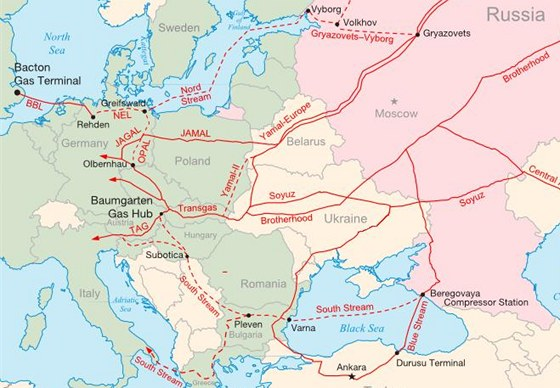 Sweden
Russia
Vyborg
Volkhov
Gryazovets–Vyborg
Gryazovets
North
Sea
Gulf
of Finland
Brotherhood
Bacton
Gas Terminal
BBL
Greifswald
Nord
Stream
NEL
Rehden
Moscow
Yamal-Europe
Belarus
JAGAL
OPAL
JAMAL
Germany
Poland
Olbernhau
Yamal-II
Central
Soyuz
Soyuz
Baumgarten
Gas Hub
Transgas
Brotherhood
Ukraine
Austria
TAG
Hungary
Subotica
South Stream
Romania
Italy
Adriatic
Sea
Beregovaya
Compressor Station
South Stream
Pleven
Bulgaria
Varna
Black Sea
Blue Stream
South Stream
Greece
Ankara
Durusu Terminal